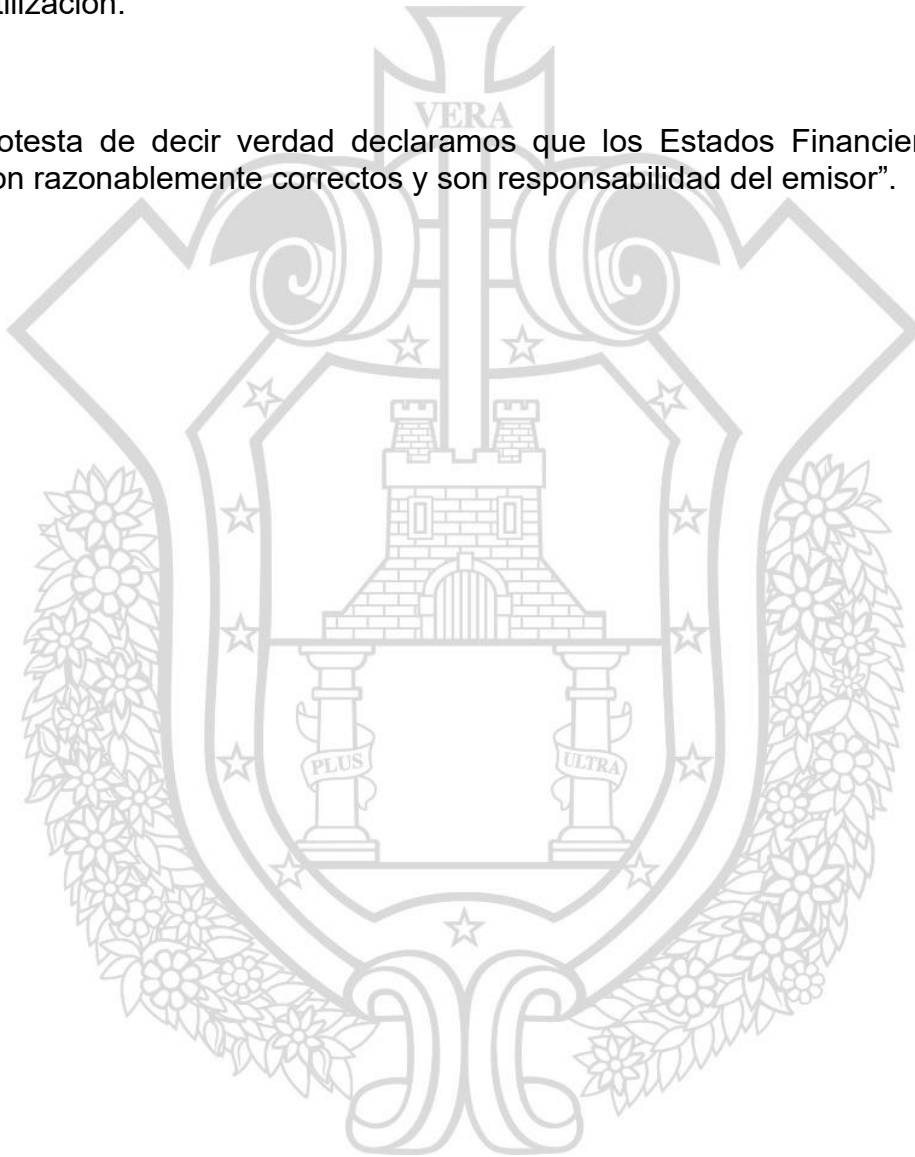 tilización.
VERA
otesta de decir verdad declaramos que los Estados Financier
on razonablemente correctos y son responsabilidad del emisor”.
PLUS
ULTRA